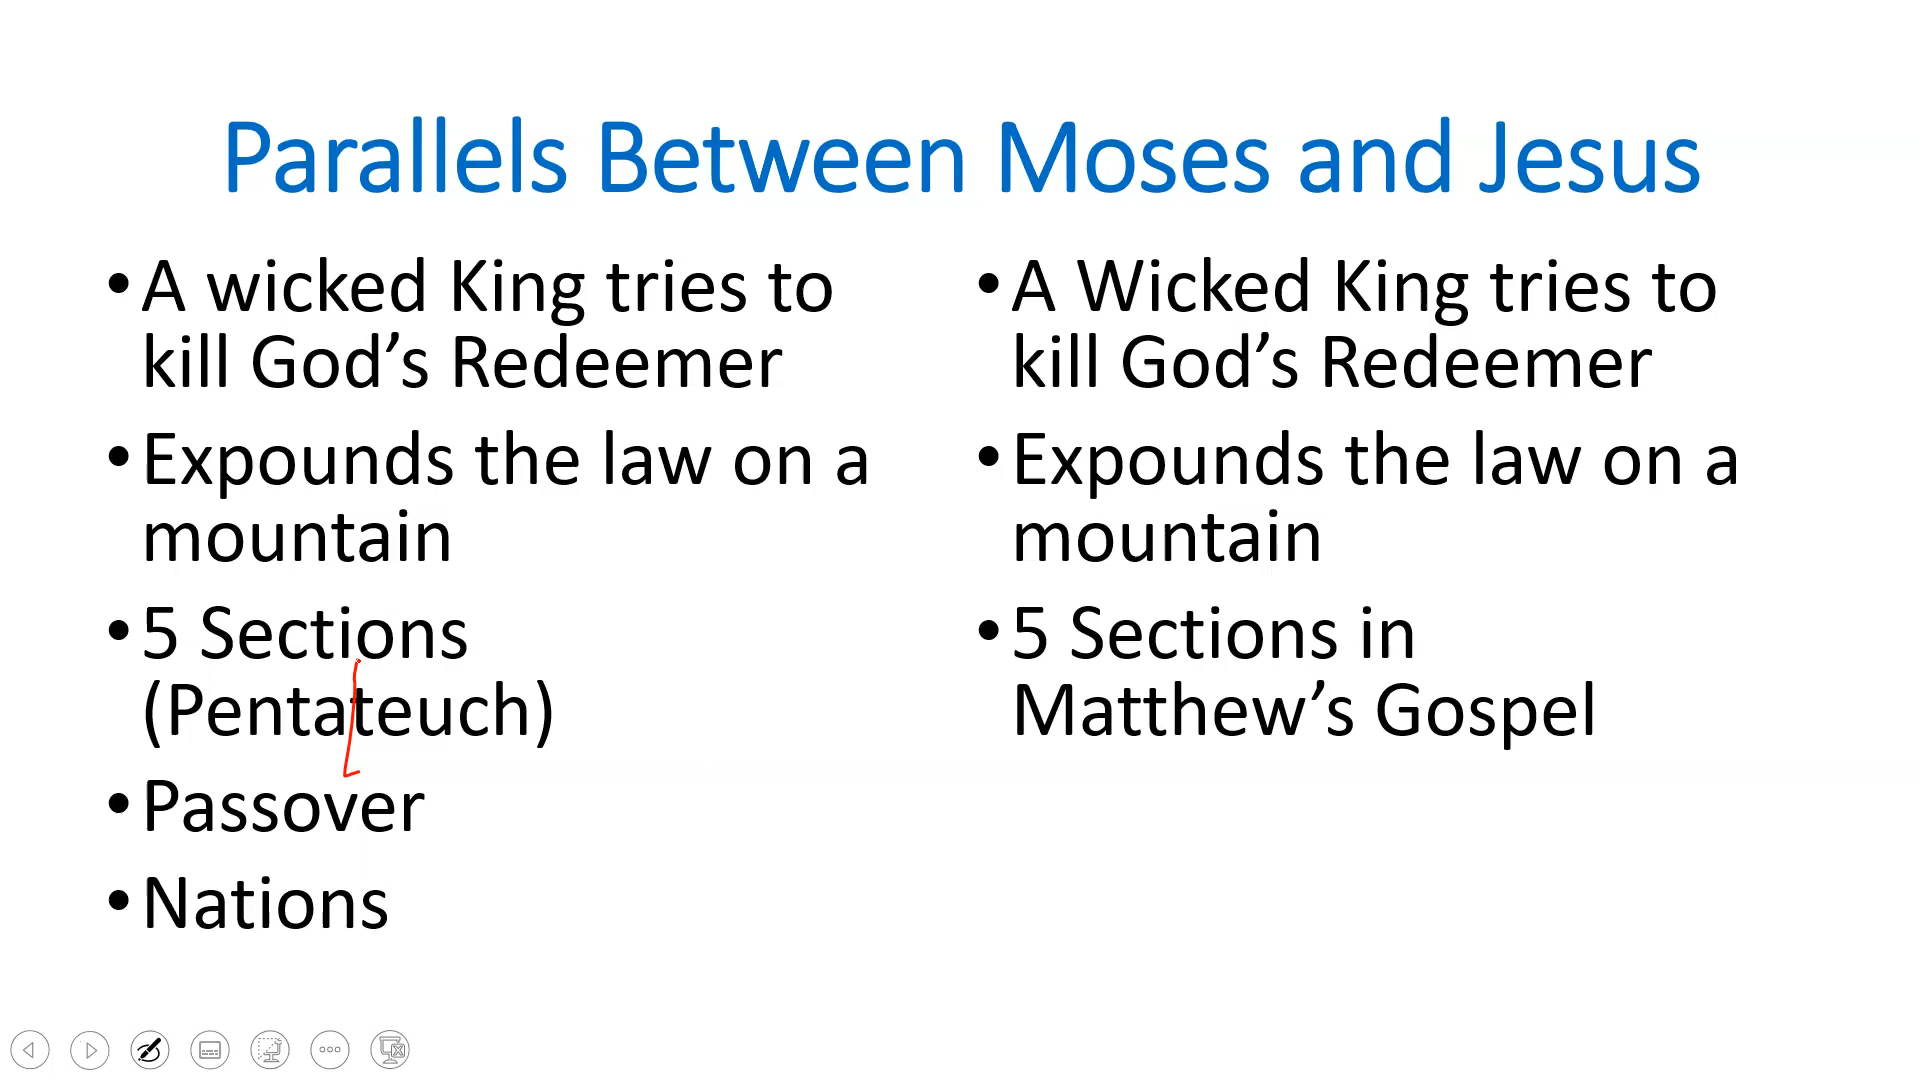 Parallels Between Moses and Jesus
•A wicked King tries to
kill God’s Redeemer
•Expounds the law on a
mountain
•5 Sections
(Pentateuch)
•Passover
•Nations
•A Wicked King tries to
kill God’s Redeemer
•Expounds the law on a
mountain
•5 Sections in
Matthew’s Gospel